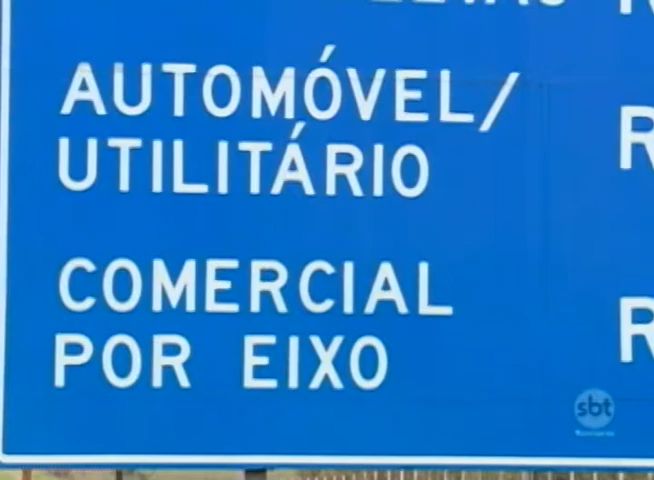 AUTOMÓVEL/
UTILITÁRIO
R
COMERCIAL
POR EIXO
R
sbt